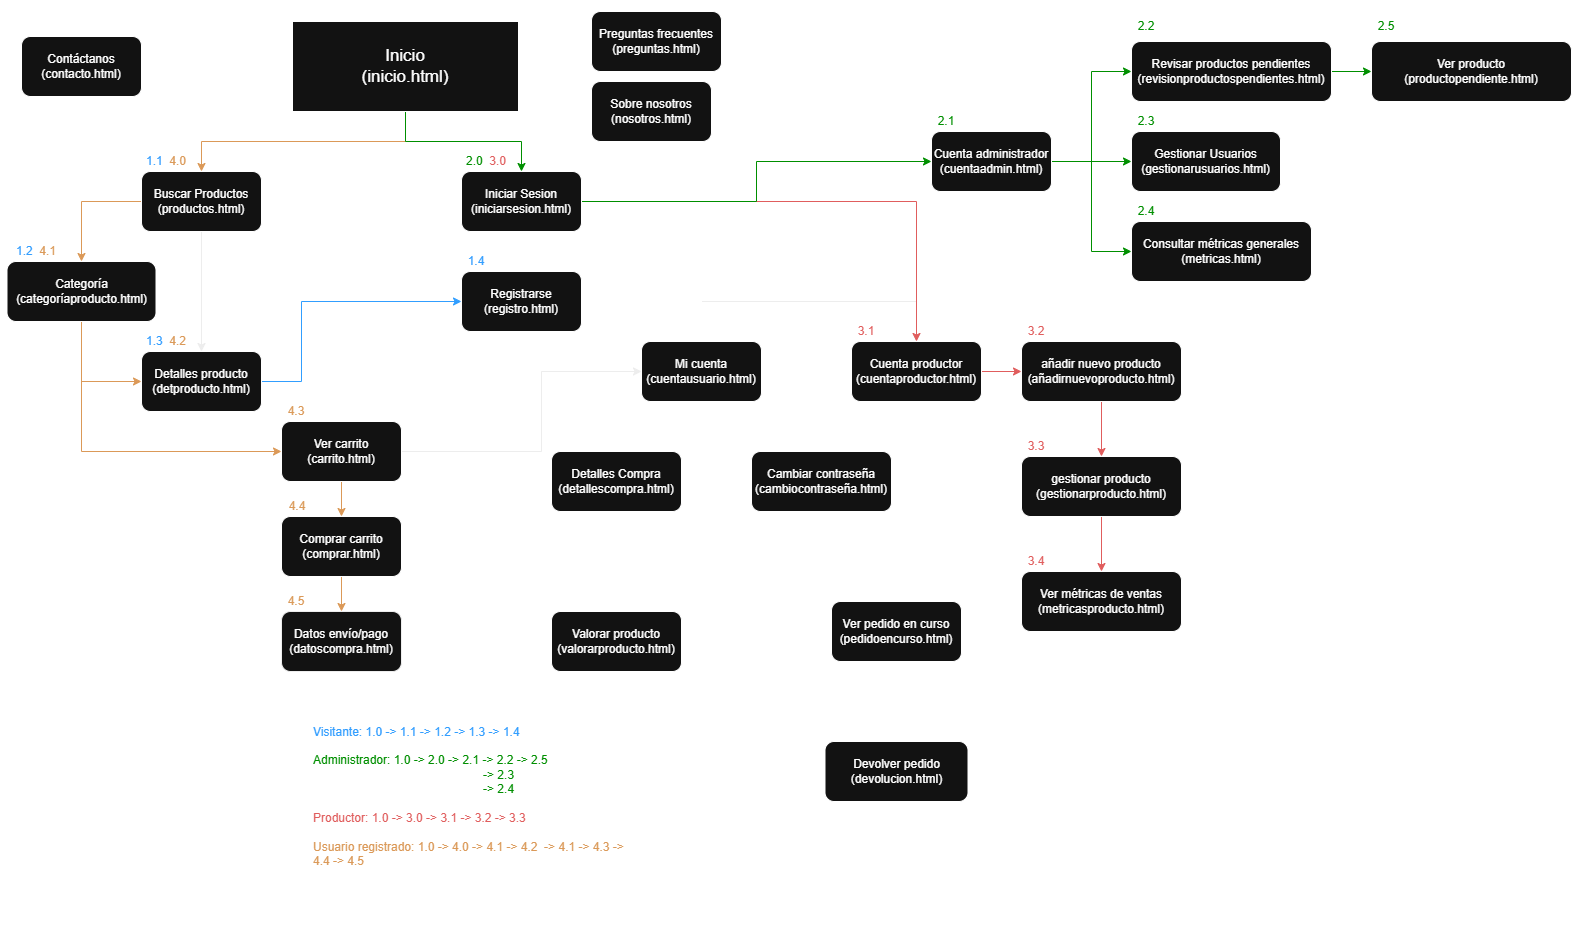 Contáctanos
(contacto.html)
Inicio
(inicio.html)
Preguntas frecuentes
(preguntas.html)
Sobre nosotros
(nosotros.html)
2.2
Revisar productos pendientes
(revisionproductospendientes.html)
2.5
Ver producto
(productopendiente.html)
2.1
Cuenta administrador
(cuentaadmin.html)
2.3
Gestionar Usuarios
(gestionarusuarios.html)
2.4
Consultar métricas generales
(metricas.html)
1.1 4.0
Buscar Productos
(productos.html)
2.0 3.0
Iniciar Sesion
(iniciarsesion.html)
1.2 4.1
Categoría
(categoríaproducto.html)
1.4
Registrarse
(registro.html)
1.3 4.2
Detalles producto
(detproducto.html)
Mi cuenta
(cuentausuario.html)
3.1
Cuenta productor
(cuentaproductor.html)
3.2
añadir nuevo producto
(añadirnuevoproducto.html)
4.3
Ver carrito
(carrito.html)
Detalles Compra
(detallescompra.html)
Cambiar contraseña
(cambiocontraseña.html)
3.3
gestionar producto
(gestionarproducto.html)
4.4
Comprar carrito
(comprar.html)
3.4
Ver métricas de ventas
(metricasproducto.html)
4.5
Datos envío/pago
(datoscompra.html)
Valorar producto
(valorarproducto.html)
Ver pedido en curso
(pedidoencurso.html)
Visitante: 1.0 -> 1.1 -> 1.2 -> 1.3 -> 1.4
Administrador: 1.0 -> 2.0 -> 2.1 -> 2.2 -> 2.5
-> 2.3
-> 2.4
Productor: 1.0 -> 3.0 -> 3.1 -> 3.2 -> 3.3
Usuario registrado: 1.0 -> 4.0 -> 4.1 -> 4.2 -> 4.1 -> 4.3 ->
4.4 -> 4.5
Devolver pedido
(devolucion.html)